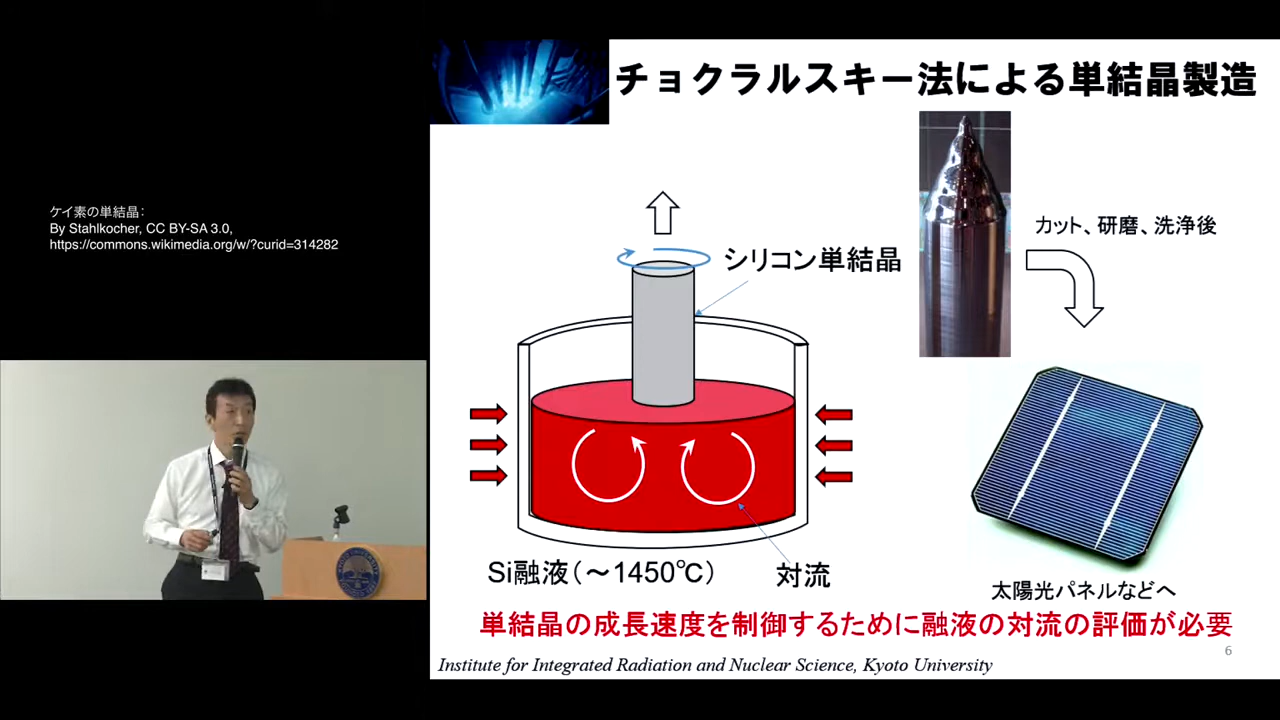 チョクラルスキー法による単結晶製造
ケイ素の単結晶：
By Stahlkocher, CC BY-SA 3.0,
https://commons.wikimedia.org/w/?curid=314282
シリコン単結晶
カット、研磨、洗浄後
Si融液（～1450℃）
対流
太陽光パネルなどへ
単結晶の成長速度を制御するために融液の対流の評価が必要
6
Institute for Integrated Radiation and Nuclear Science, Kyoto University